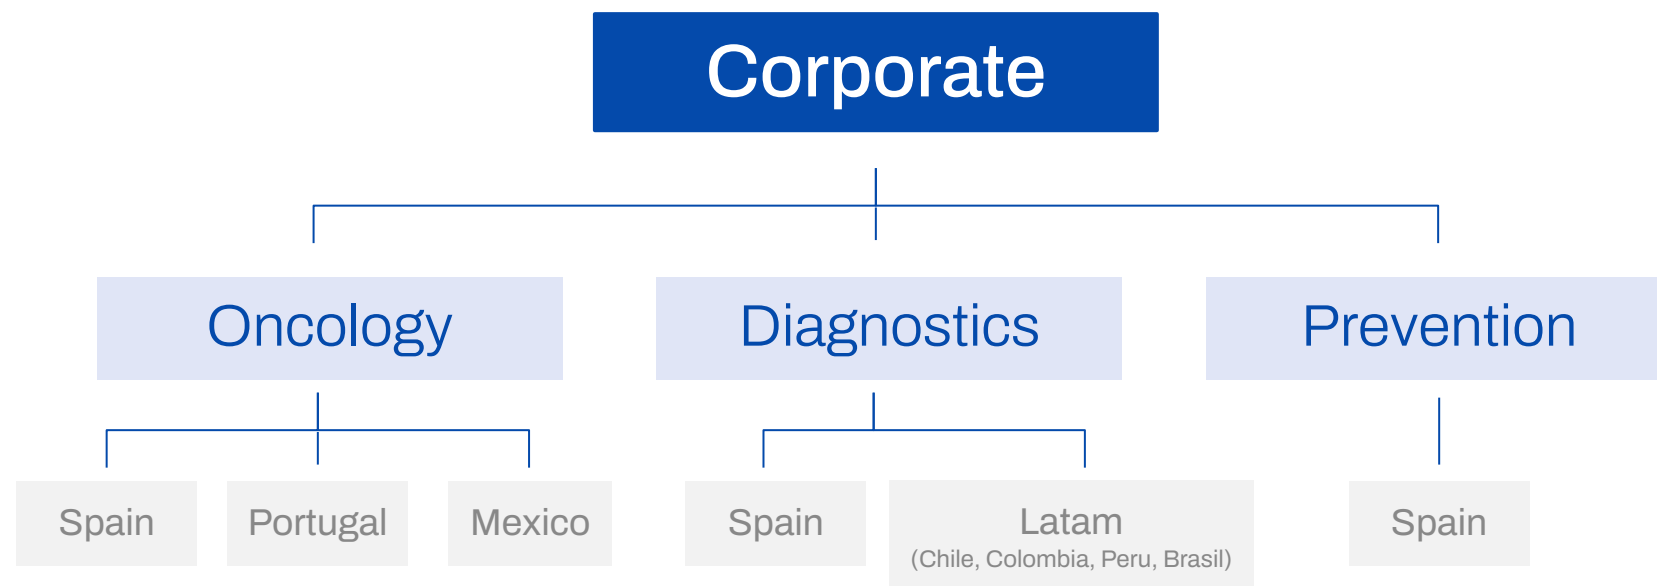 Corporate
Oncology
Diagnostics
Prevention
Spain
Portugal
Mexico
Spain
Latam
(Chile, Colombia, Peru, Brasil)
Spain